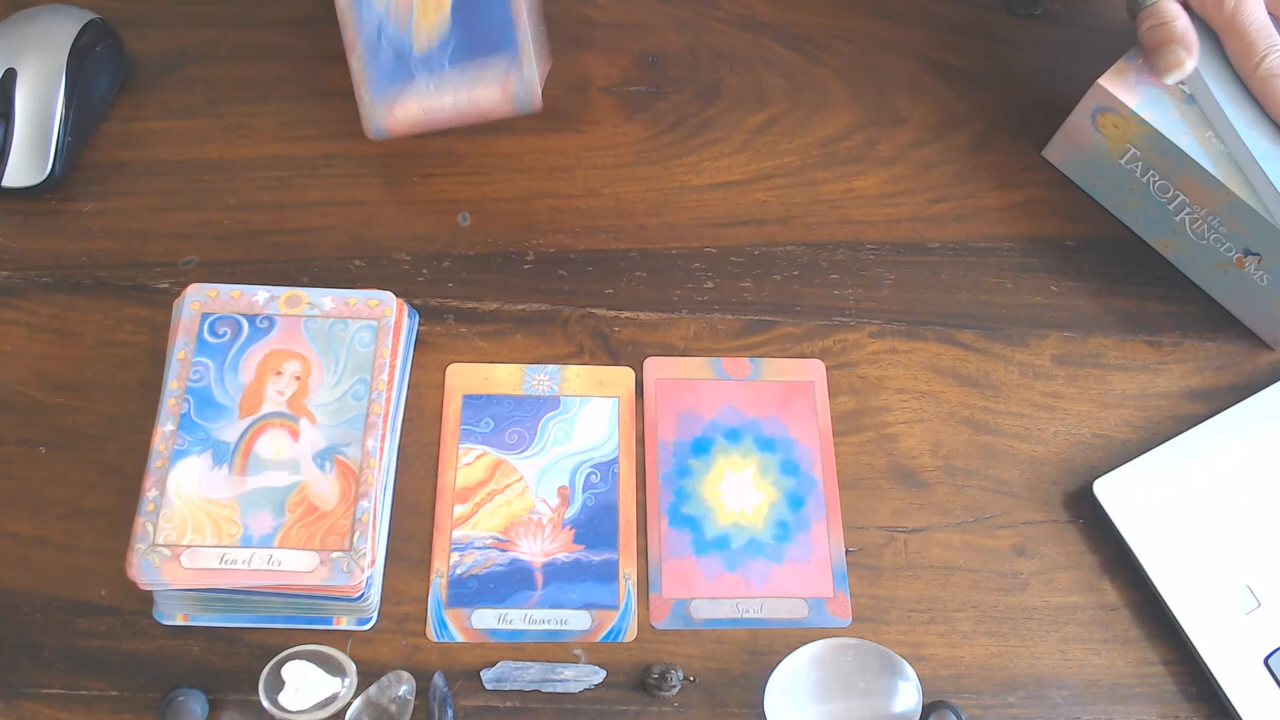 TAROT
of the
KINGDOMS
Ten of Air
The Universe
Spirit